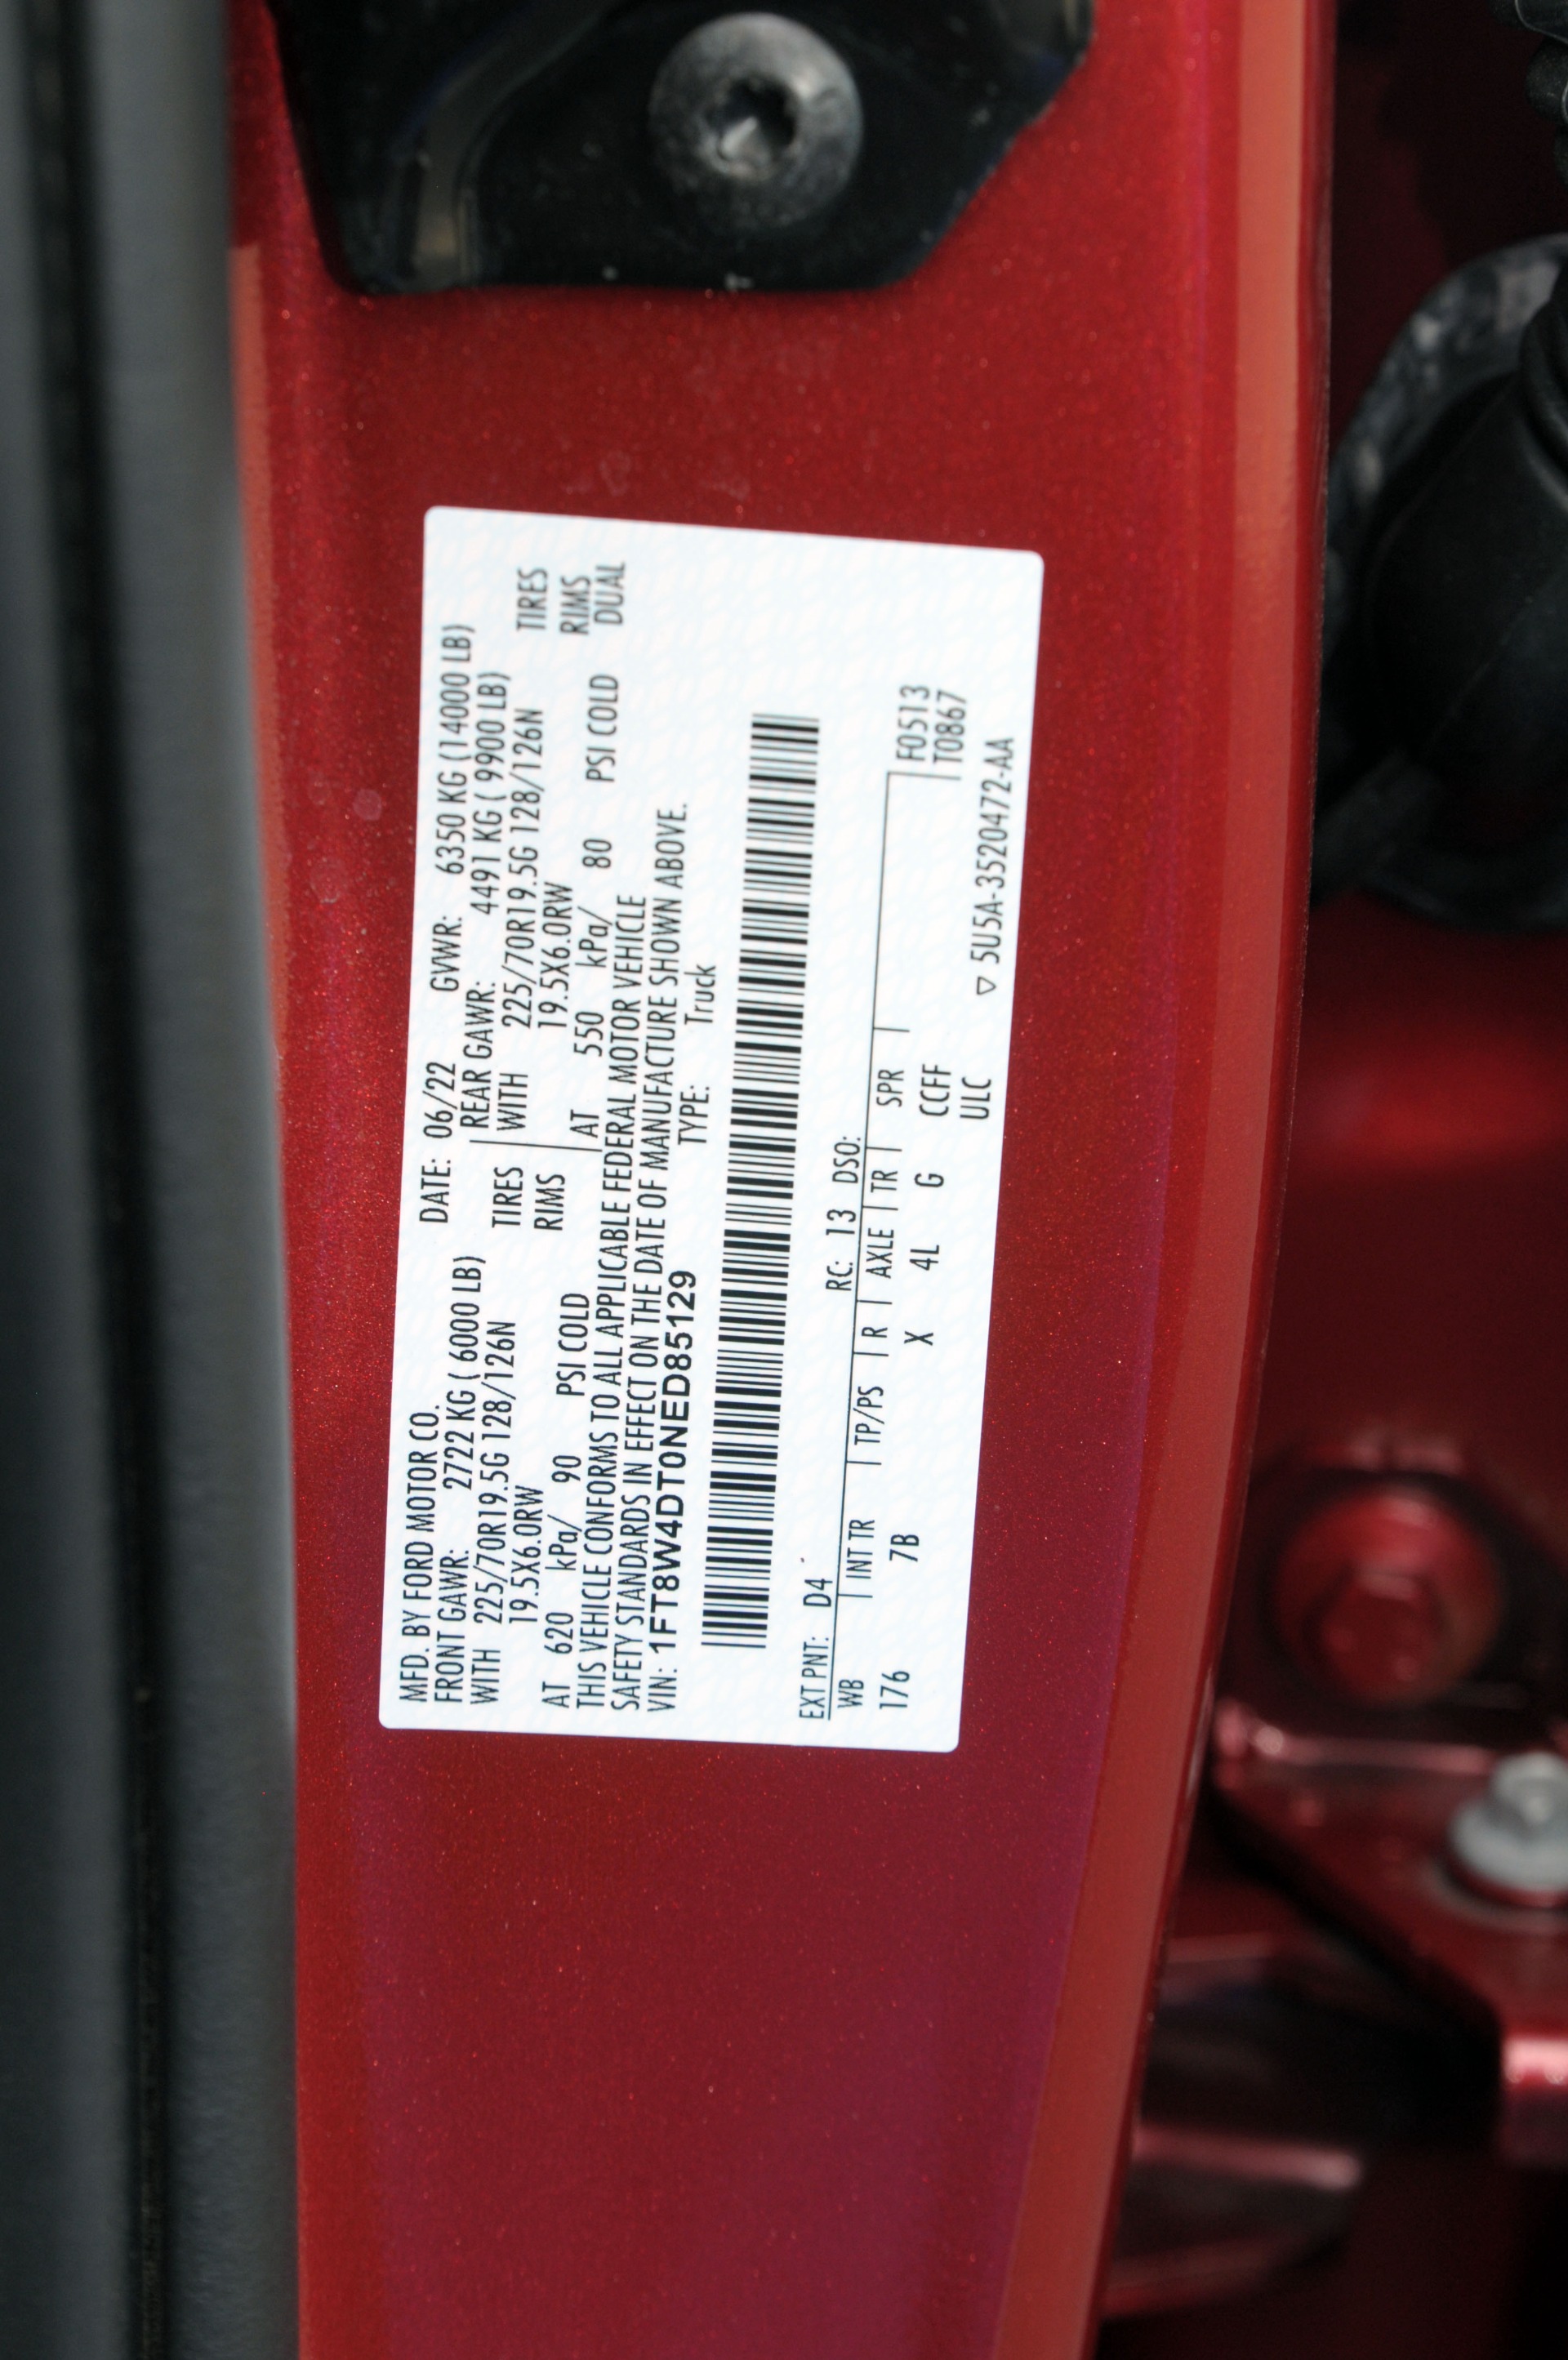 MFD. BY FORD MOTOR CO. DATE: 06/22 GVWR: 6350 KG (14000 LB)
FRONT GAWR: 2722 KG ( 6000 LB) REAR GAWR: 4491 KG ( 9900 LB)
WITH 225/70R19.5G 128/126N TIRES WITH 225/70R19.5G 128/126N TIRES
19.5X6.0RW RIMS 19.5X6.0RW RIMS
AT 620 kPa/ 90 PSI COLD AT 550 kPa/ 80 PSI COLD DUAL
THIS VEHICLE CONFORMS TO ALL APPLICABLE FEDERAL MOTOR VEHICLE
SAFETY STANDARDS IN EFFECT ON THE DATE OF MANUFACTURE SHOWN ABOVE.
VIN: 1FT8W4DT0NED85129 TYPE: Truck
EXT PNT: D4 RC: 13 DSO:
WB | INT TR | TP/PS | R | AXLE | TR | SPR | F0513
176 7B X 4L G CCFF T0867
ULC ▽ 5U5A-3520472-AA